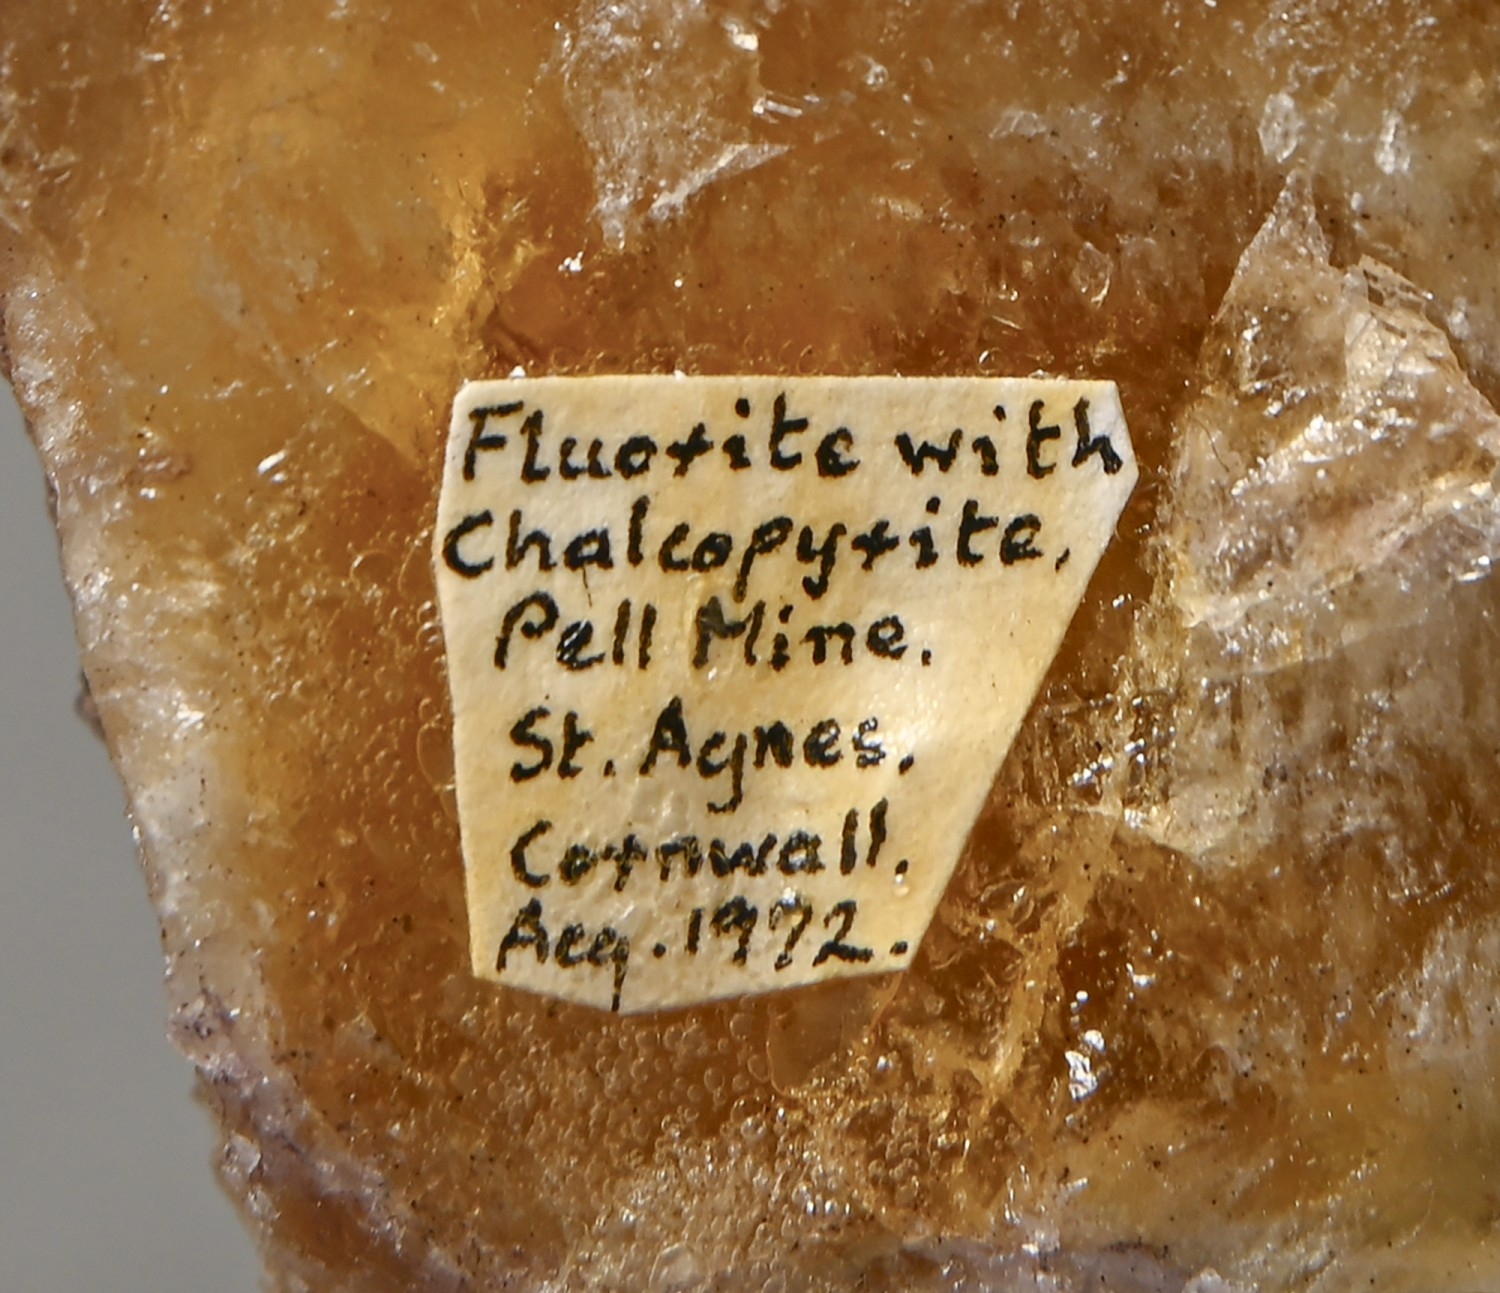 Fluorite with
Chalcopyrite,
Pell Mine.
St. Agnes,
Cornwall,
Acq. 1972.